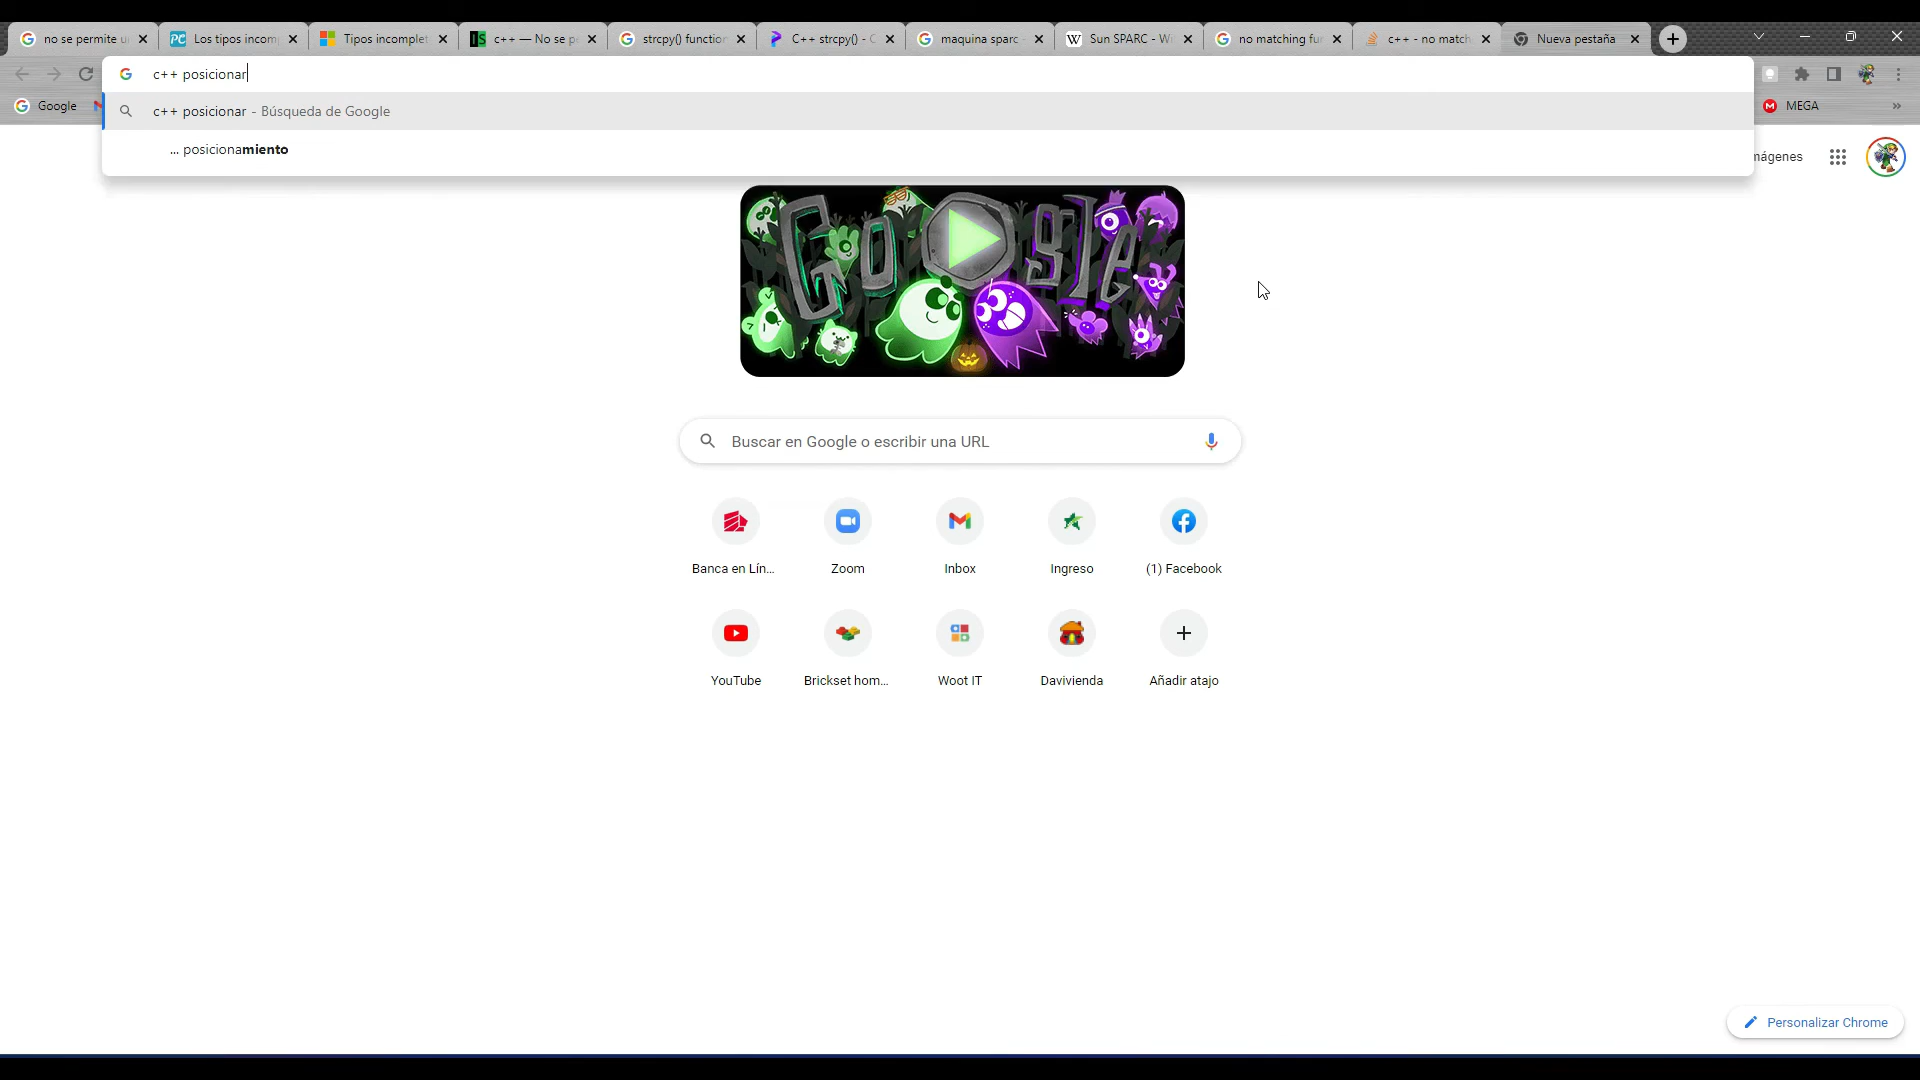 no se permite u
Los tipos incom
Tipos incomplet
c++ — No se p
strcpy() function
C++ strcpy() - C
maquina sparc
Sun SPARC - Wi
no matching fu
c++ - no match
Nueva pestaña
c++ posicionar
Google
c++ posicionar - Búsqueda de Google
MEGA
... posicionamiento
mágenes
Google
Buscar en Google o escribir una URL
Banca en Lín...
Zoom
Inbox
Ingreso
(1) Facebook
YouTube
Brickset hom...
Woot IT
Davivienda
Añadir atajo
Personalizar Chrome